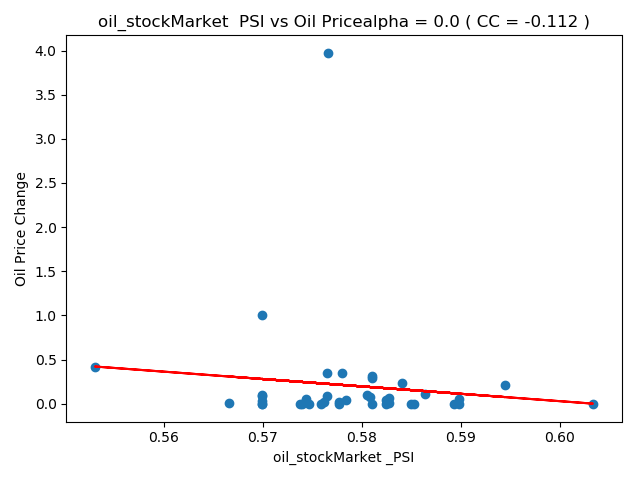 oil_stockMarket  PSI vs Oil Pricealpha = 0.0 ( CC = -0.112 )
4.0
3.5
3.0
2.5
2.0
1.5
1.0
0.5
0.0
Oil Price Change
0.56 0.57 0.58 0.59 0.60
oil_stockMarket _PSI